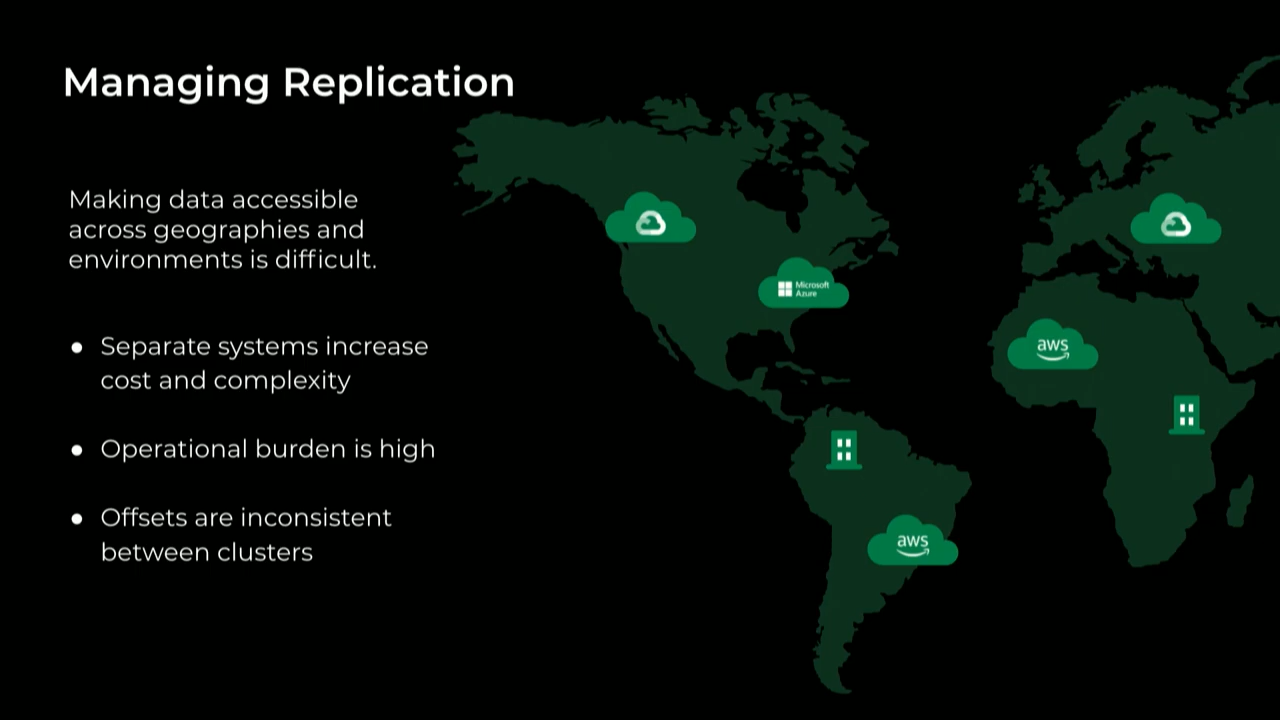 Managing Replication
Making data accessible
across geographies and
environments is difficult.
● Separate systems increase
cost and complexity
● Operational burden is high
● Offsets are inconsistent
between clusters
Microsoft
Azure
aws
aws